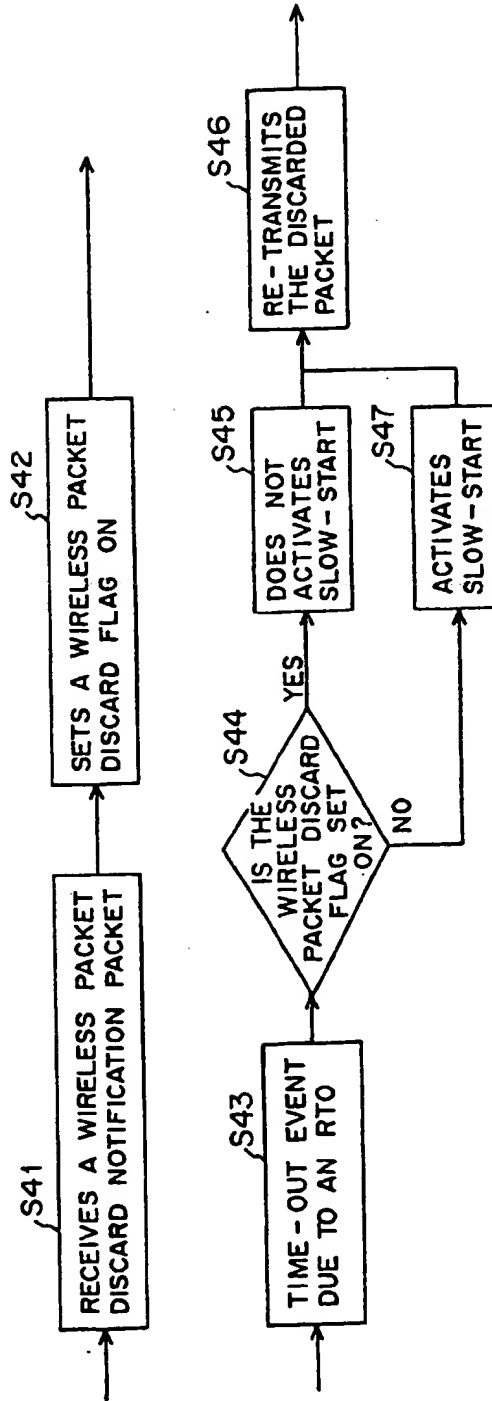 S41
RECEIVES A WIRELESS PACKET
DISCARD NOTIFICATION PACKET
S42
SETS A WIRELESS PACKET
DISCARD FLAG ON
S43
TIME-OUT EVENT
DUE TO AN RTO
S44
IS THE
WIRELESS
PACKET DISCARD
FLAG SET
ON?
YES
NO
S45
DOES NOT
ACTIVATES
SLOW-START
S47
ACTIVATES
SLOW-START
S46
RE-TRANSMITS
THE DISCARDED
PACKET